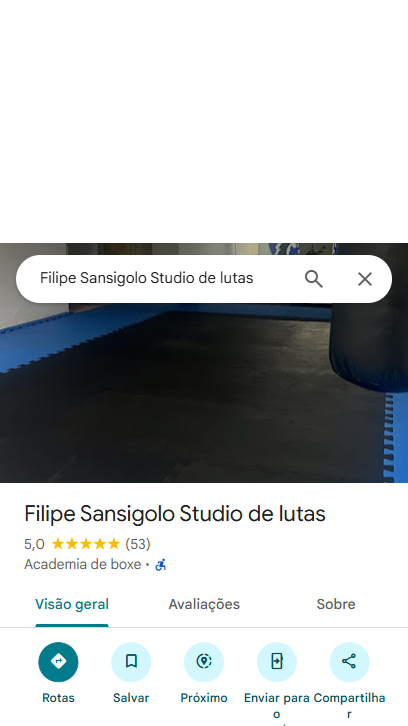 Filipe Sansigolo Studio de lutas
Filipe Sansigolo Studio de lutas
5,0 ★★★★★ (53)
Academia de boxe ·
Visão geral Avaliações Sobre
Rotas Salvar Próximo Enviar para Compartilha
o r